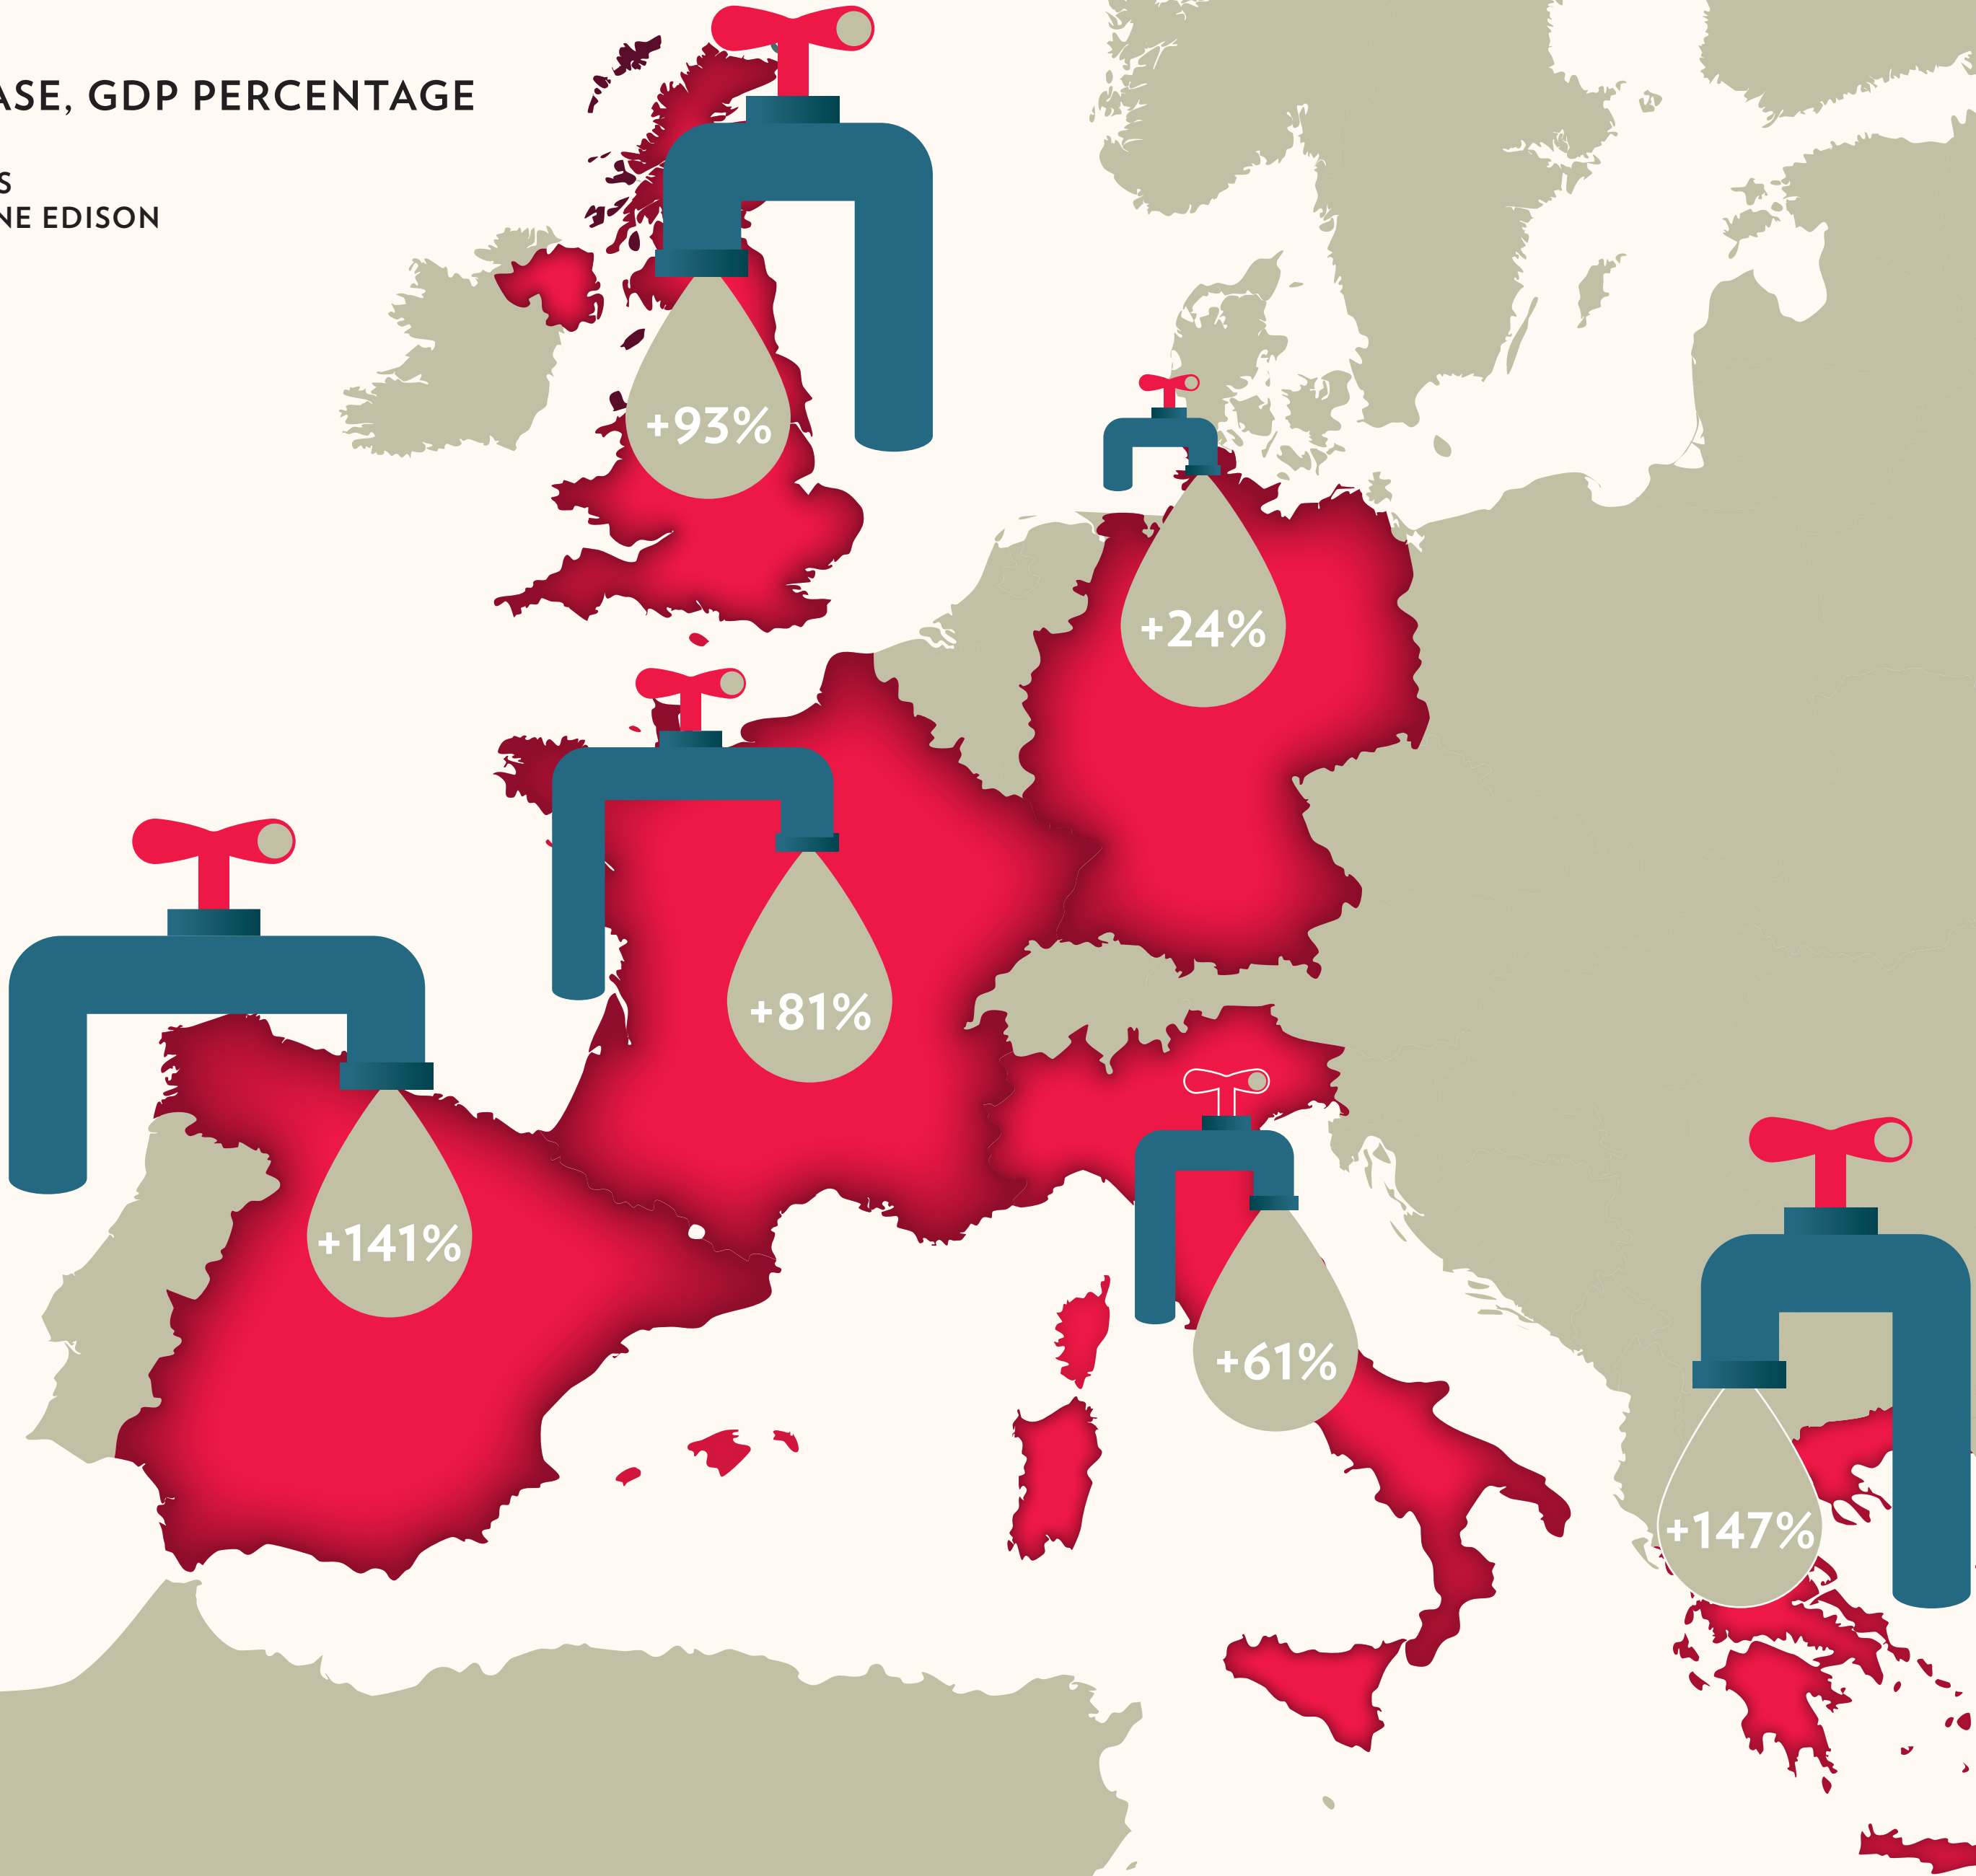 ASE, GDP PERCENTAGE
S
NE EDISON
+93%
+24%
+81%
+141%
+61%
+147%